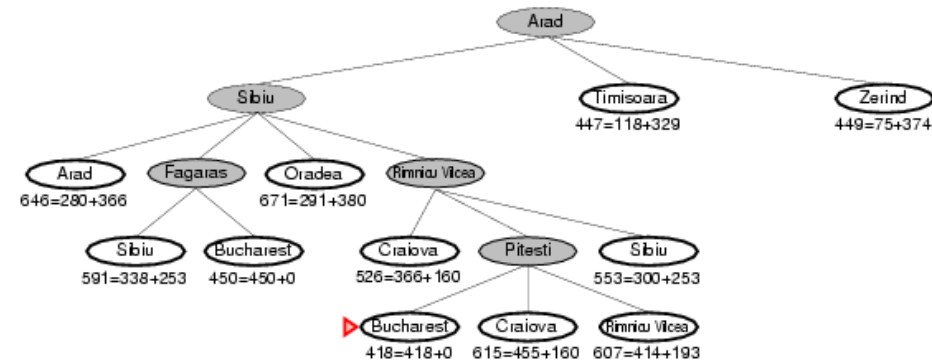 Arad
Sibiu
Timisoara
Zerind
447=118+329
449=75+374
Arad
Fagaras
Oradea
Rimnicu Vilcea
646=280+366
671=291+380
Sibiu
Bucharest
Craiova
Pitesti
Sibiu
591=338+253
450=450+0
526=366+160
553=300+253
Bucharest
Craiova
Rimnicu Vilcea
418=418+0
615=455+160
607=414+193